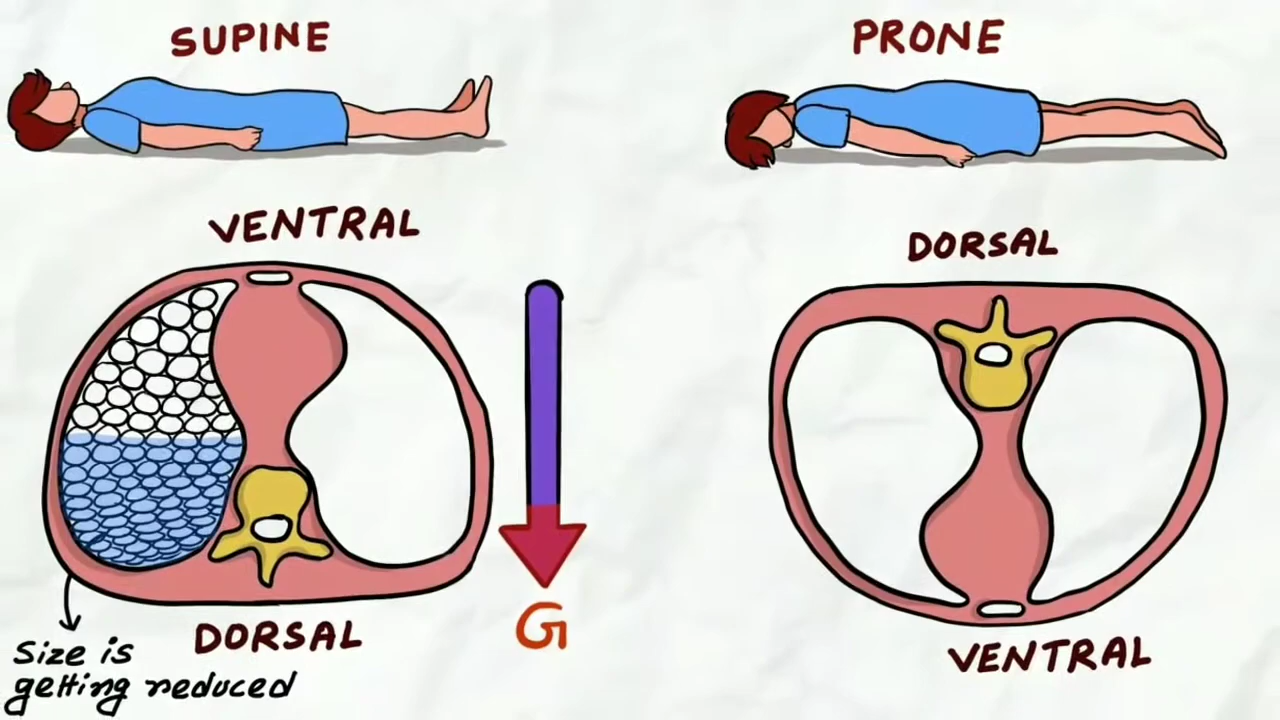 SUPINE
PRONE
VENTRAL
DORSAL
G
DORSAL
Size is
getting reduced
VENTRAL